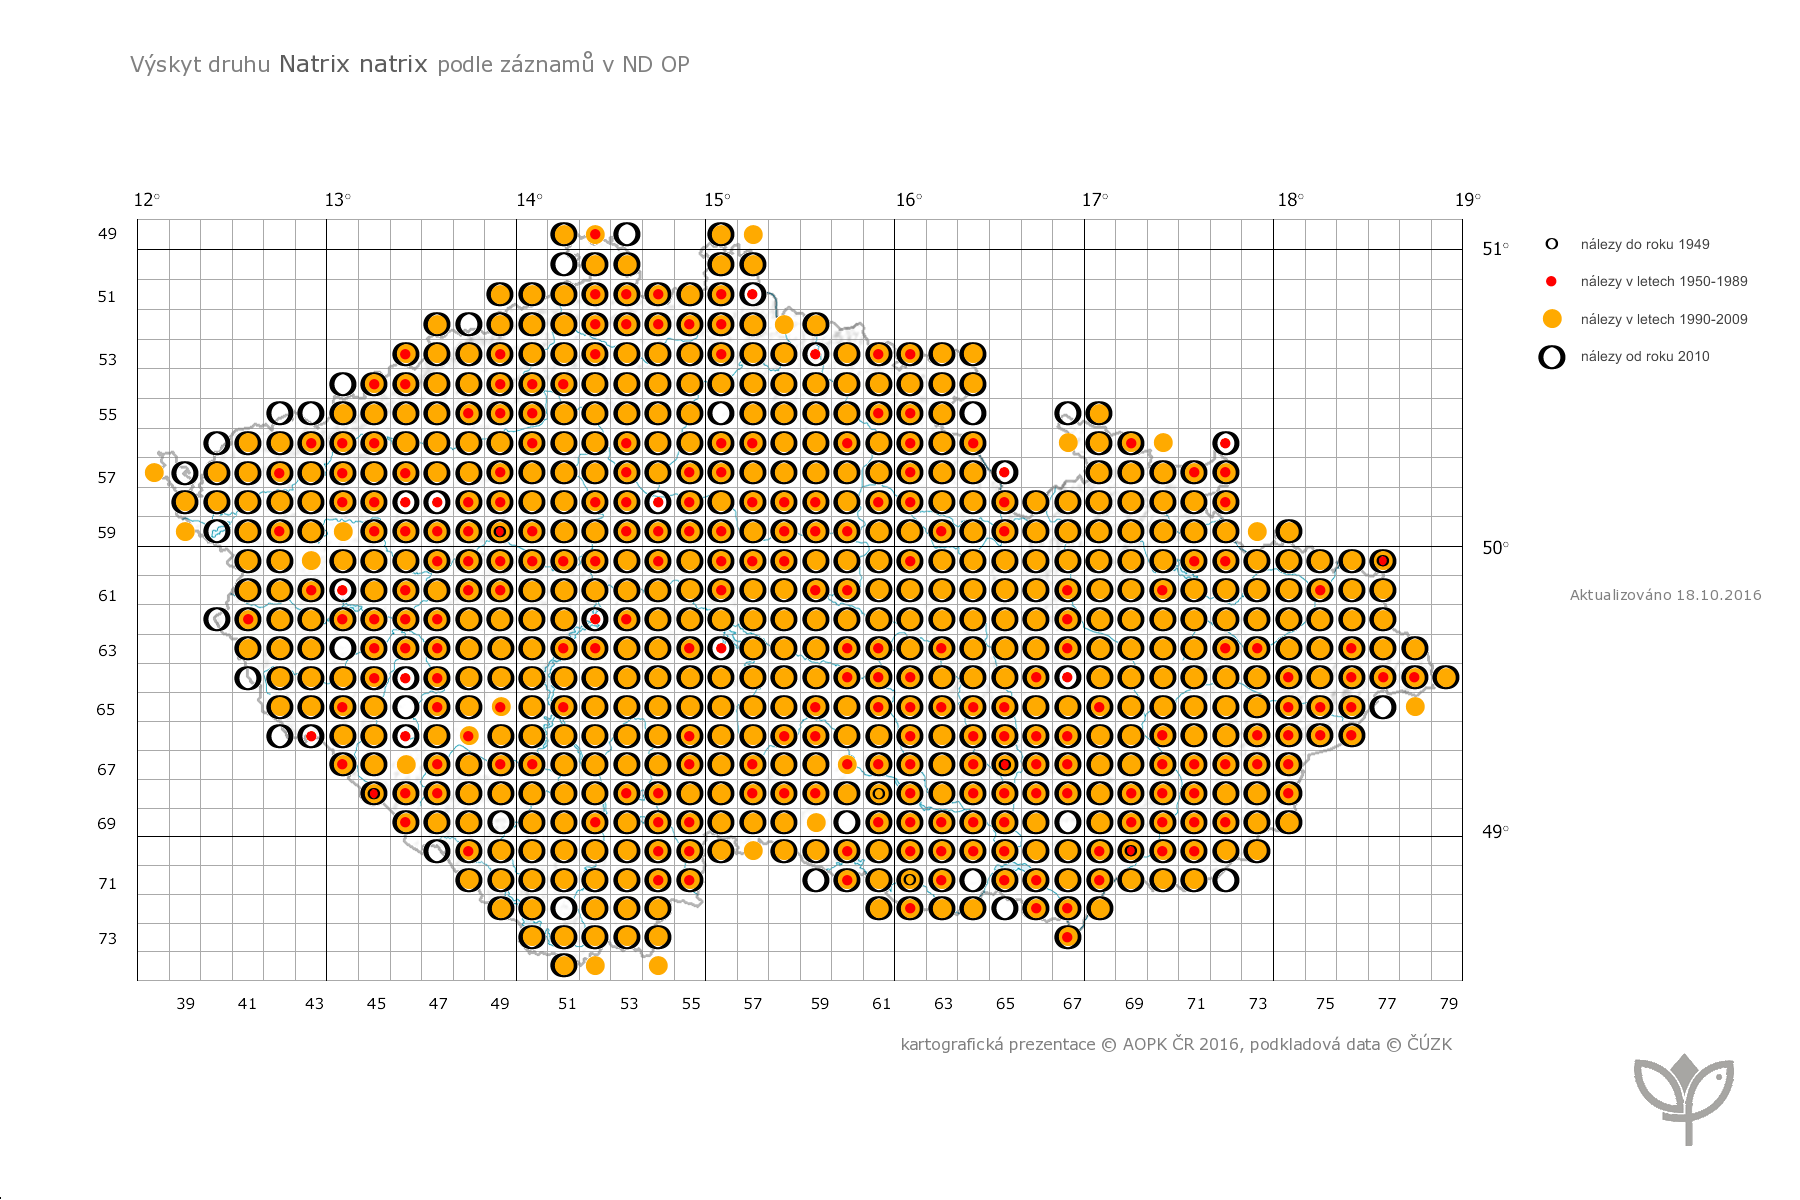 Výskyt druhu Natrix natrix podle záznamů v ND OP
12° 13° 14° 15° 16° 17° 18° 19°
49
51°
nálezy do roku 1949
51
nálezy v letech 1950-1989
nálezy v letech 1990-2009
53
nálezy od roku 2010
55
57
59
50°
61
Aktualizováno 18.10.2016
63
65
67
69
49°
71
73
39 41 43 45 47 49 51 53 55 57 59 61 63 65 67 69 71 73 75 77 79
kartografická prezentace © AOPK ČR 2016, podkladová data © ČÚZK